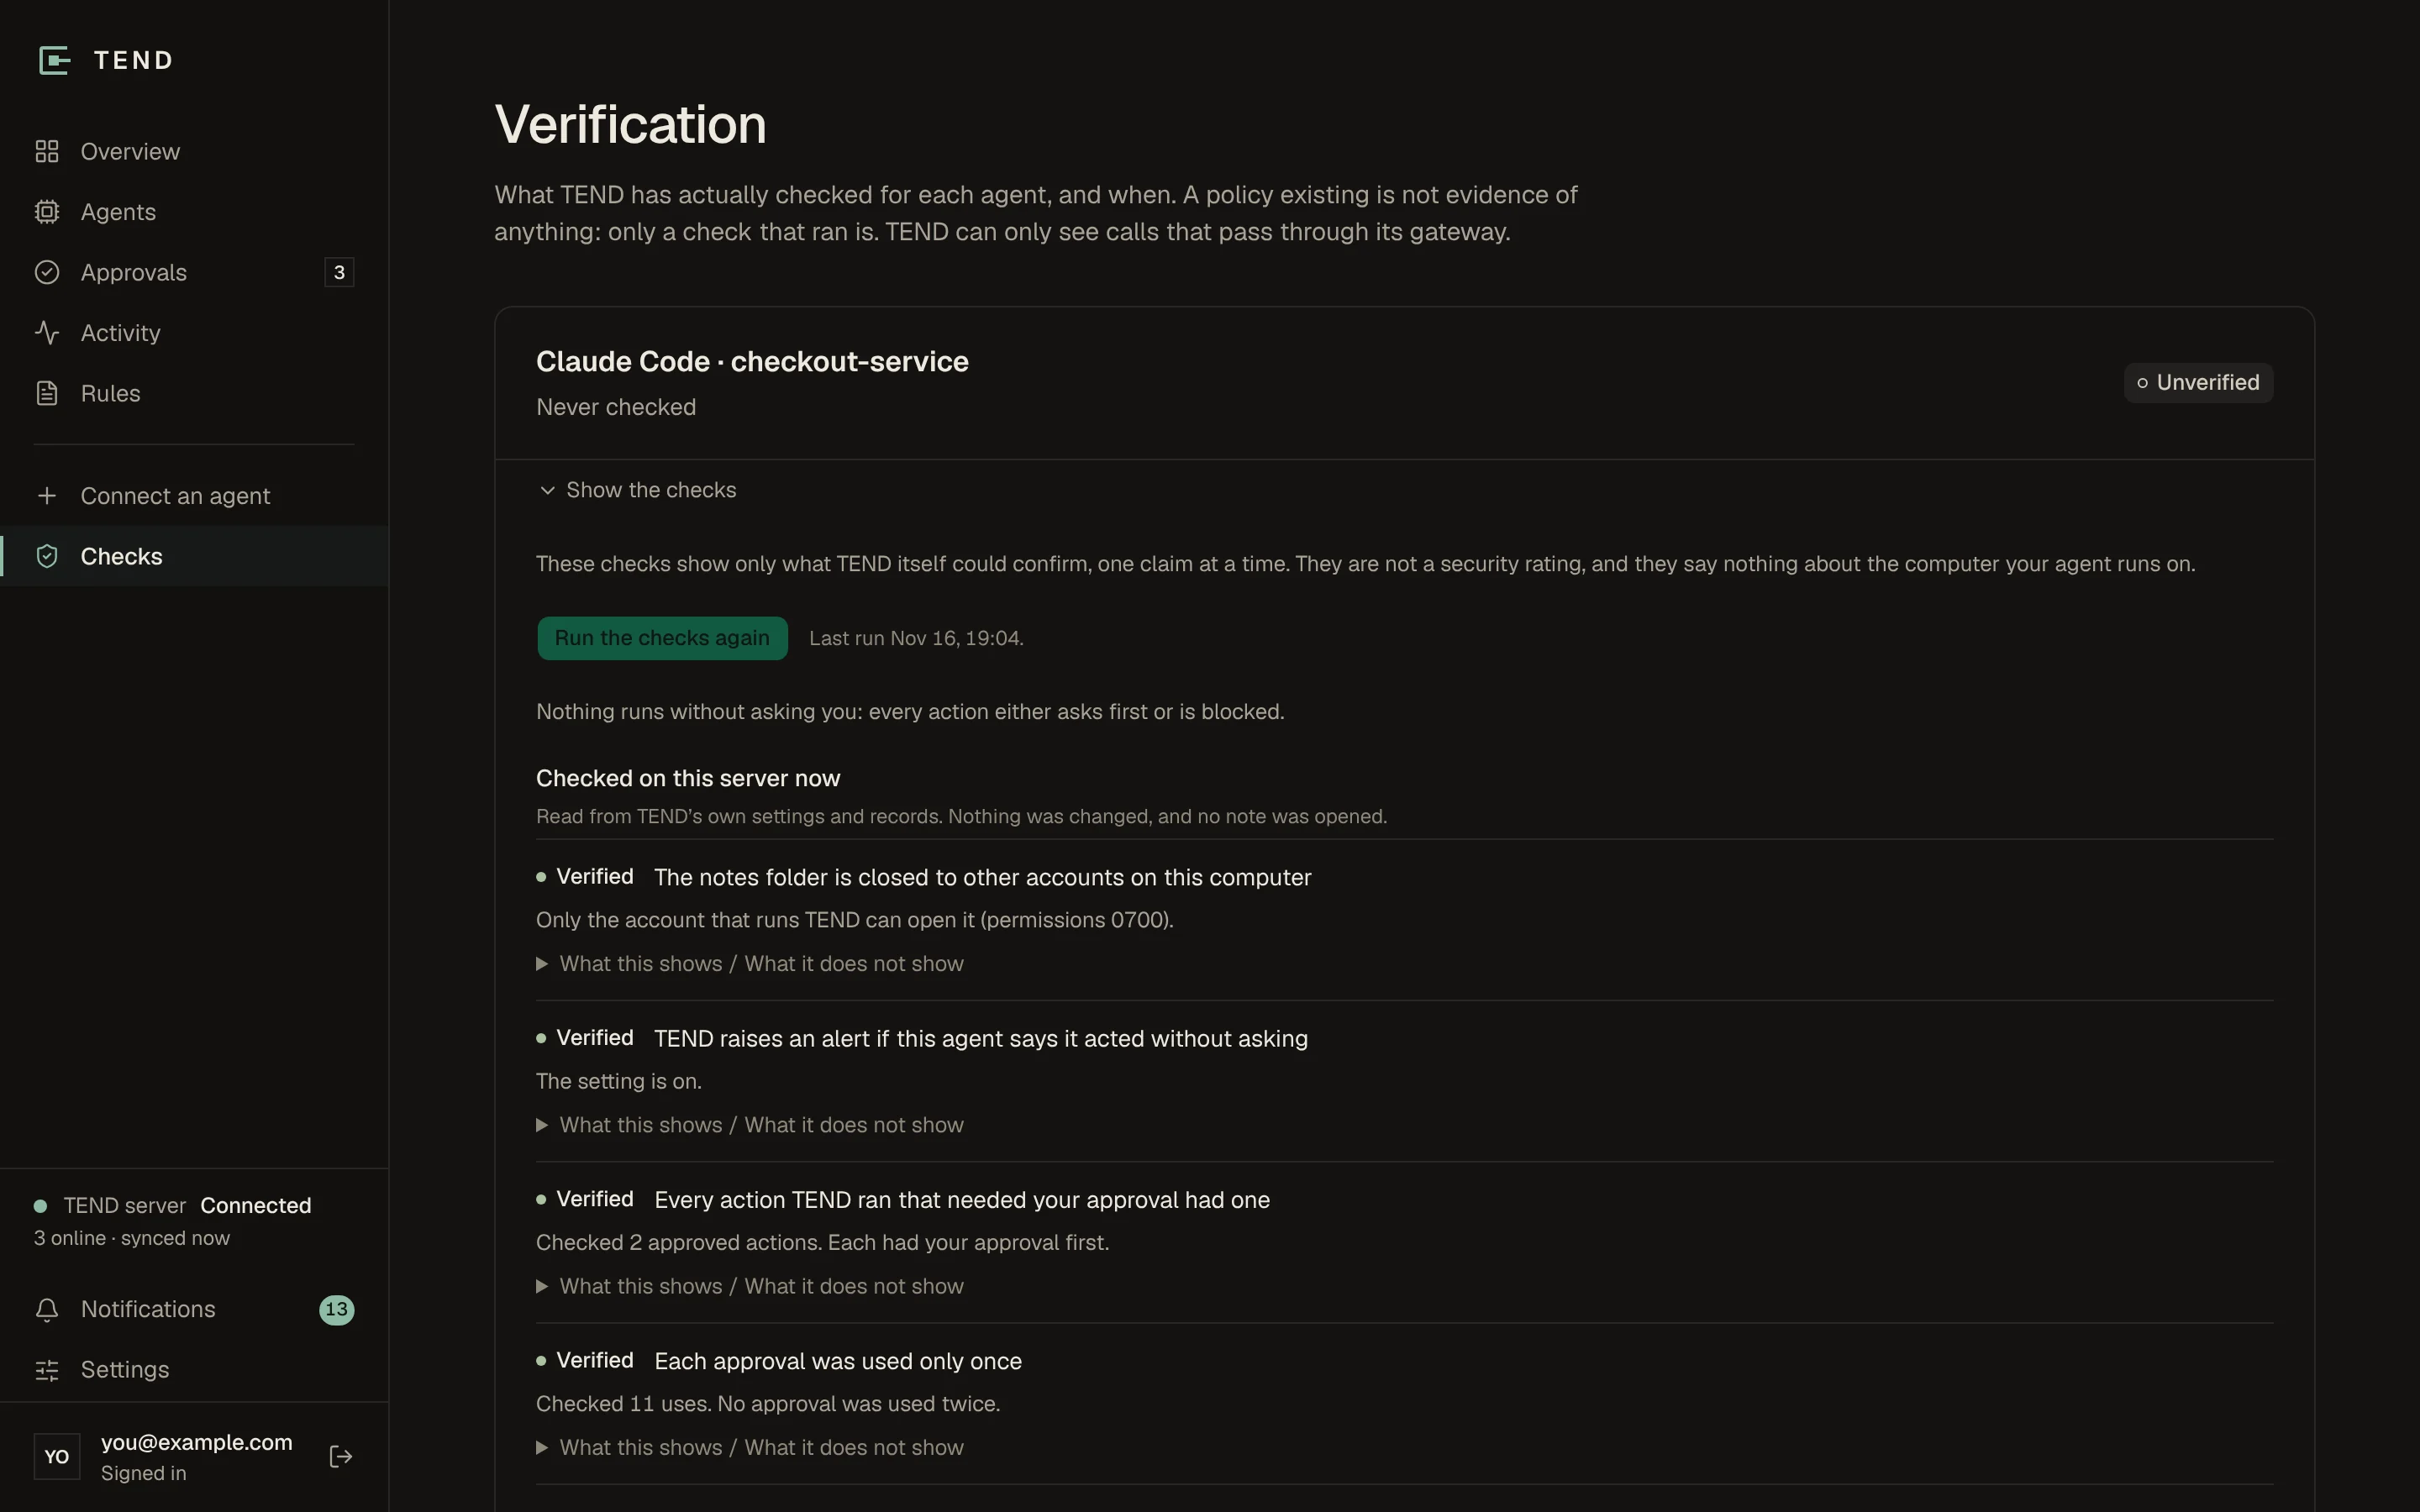 TEND
Overview
Agents
Approvals 3
Activity
Rules
Connect an agent
Checks
TEND server Connected
3 online · synced now
Notifications 13
Settings
YO
you@example.com
Signed in
Verification
What TEND has actually checked for each agent, and when. A policy existing is not evidence of
anything: only a check that ran is. TEND can only see calls that pass through its gateway.
Claude Code · checkout-service
Never checked
Unverified
Show the checks
These checks show only what TEND itself could confirm, one claim at a time. They are not a security rating, and they say nothing about the computer your agent runs on.
Run the checks again Last run Nov 16, 19:04.
Nothing runs without asking you: every action either asks first or is blocked.
Checked on this server now
Read from TEND’s own settings and records. Nothing was changed, and no note was opened.
Verified The notes folder is closed to other accounts on this computer
Only the account that runs TEND can open it (permissions 0700).
What this shows / What it does not show
Verified TEND raises an alert if this agent says it acted without asking
The setting is on.
What this shows / What it does not show
Verified Every action TEND ran that needed your approval had one
Checked 2 approved actions. Each had your approval first.
What this shows / What it does not show
Verified Each approval was used only once
Checked 11 uses. No approval was used twice.
What this shows / What it does not show